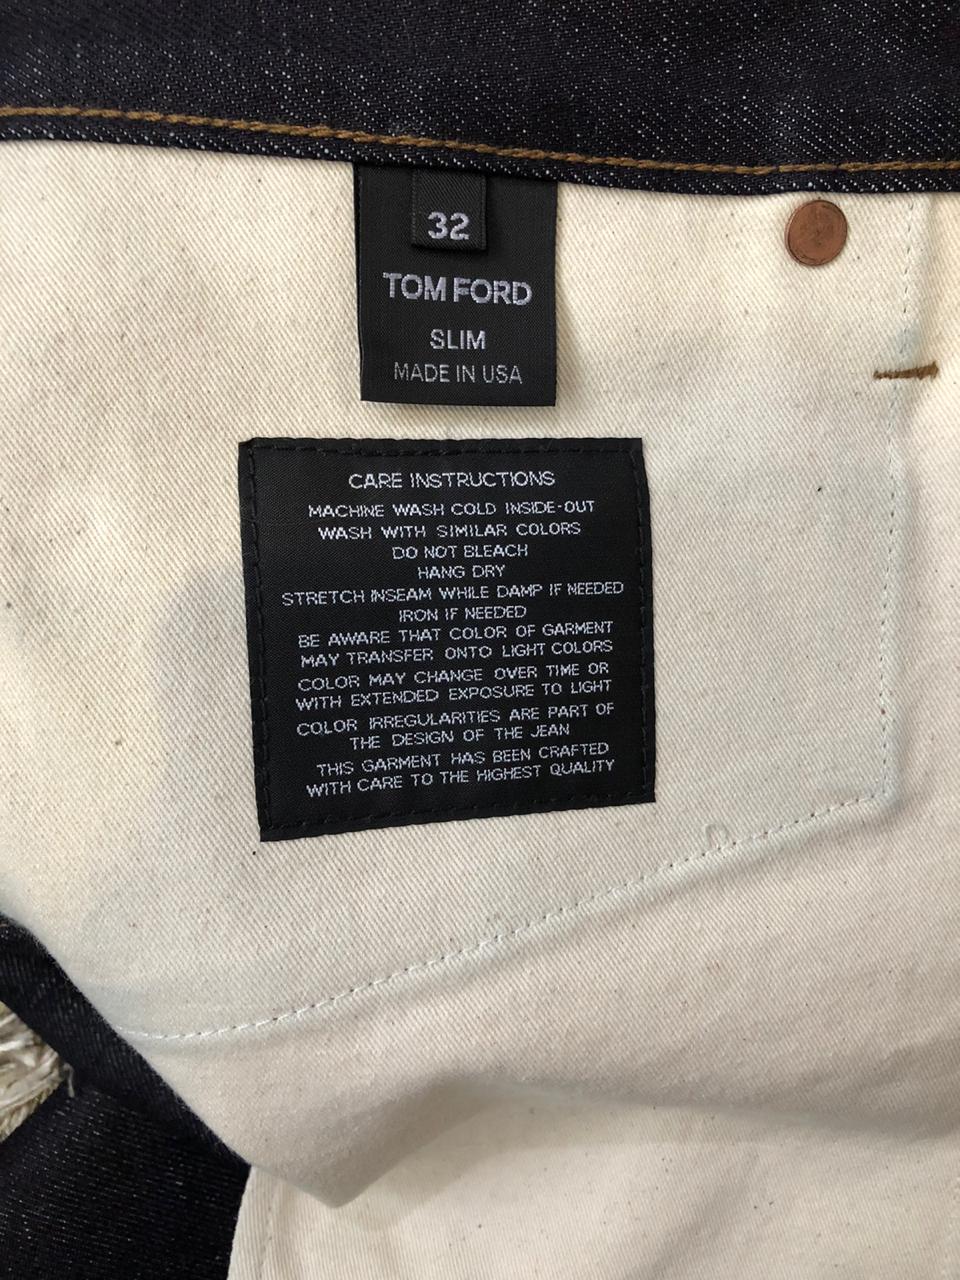 32
TOM FORD
SLIM
MADE IN USA
CARE INSTRUCTIONS
MACHINE WASH COLD INSIDE-OUT
WASH WITH SIMILAR COLORS
DO NOT BLEACH
HANG DRY
STRETCH INSEAM WHILE DAMP IF NEEDED
IRON IF NEEDED
BE AWARE THAT COLOR OF GARMENT
MAY TRANSFER ONTO LIGHT COLORS
COLOR MAY CHANGE OVER TIME OR
WITH EXTENDED EXPOSURE TO LIGHT
COLOR IRREGULARITIES ARE PART OF
THE DESIGN OF THE JEAN
THIS GARMENT HAS BEEN CRAFTED
WITH CARE TO THE HIGHEST QUALITY